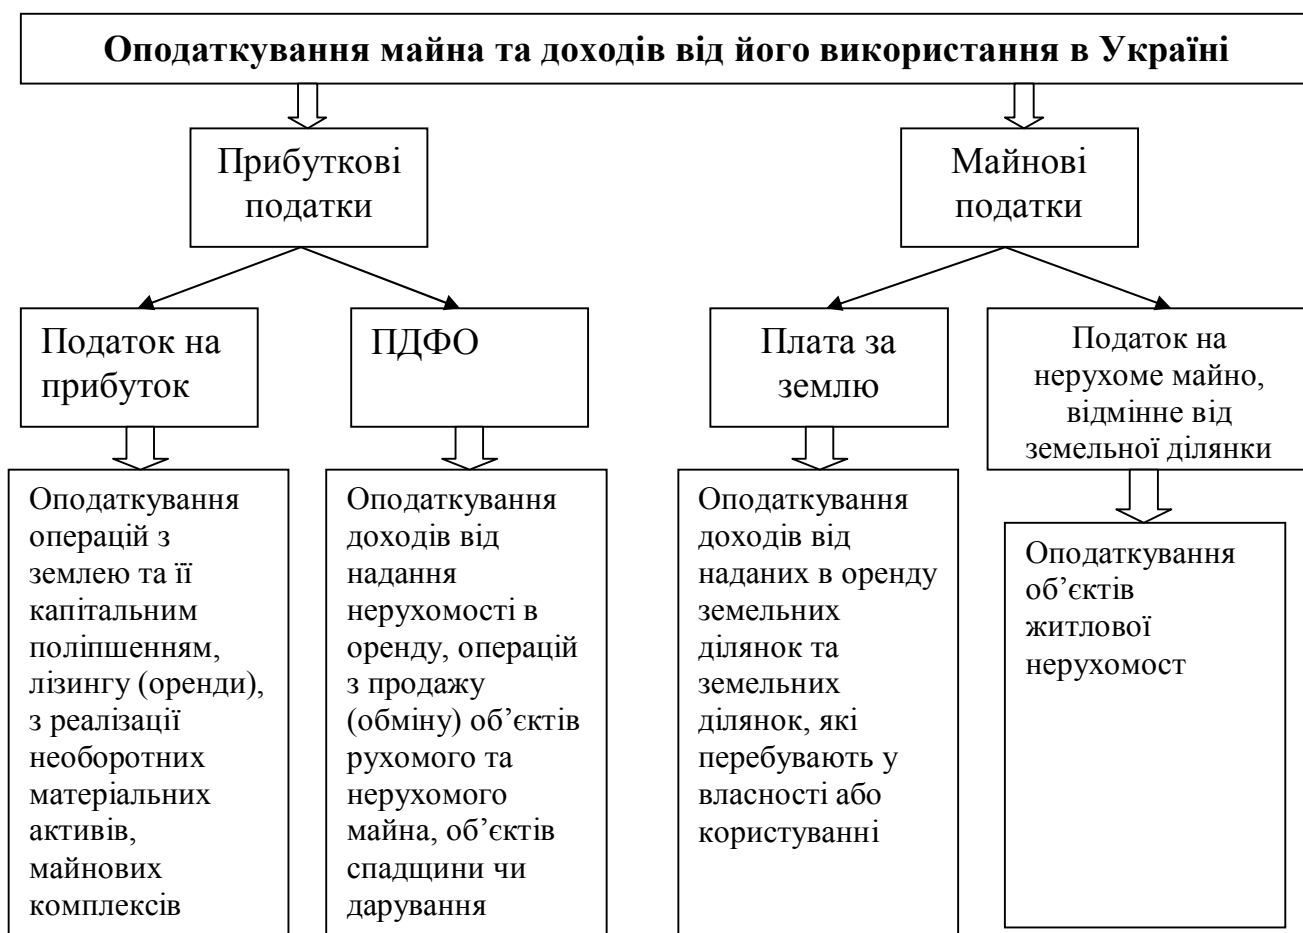 Оподаткування майна та доходів від його використання в Україні
Прибуткові
податки
Майнові
податки
Податок на
прибуток
ПДФО
Плата за
землю
Податок на
нерухоме майно,
відмінне від
земельної ділянки
Оподаткування
операцій з
землею та її
капітальним
поліпшенням,
лізингу (оренди),
з реалізації
необоротних
матеріальних
активів,
майнових
комплексів
Оподаткування
доходів від
надання
нерухомості в
оренду, операцій
з продажу
(обміну) об’єктів
рухомого та
нерухомого
майна, об’єктів
спадщини чи
дарування
Оподаткування
доходів від
наданих в оренду
земельних
ділянок та
земельних
ділянок, які
перебувають у
власності або
користуванні
Оподаткування
об’єктів
житлової
нерухомост